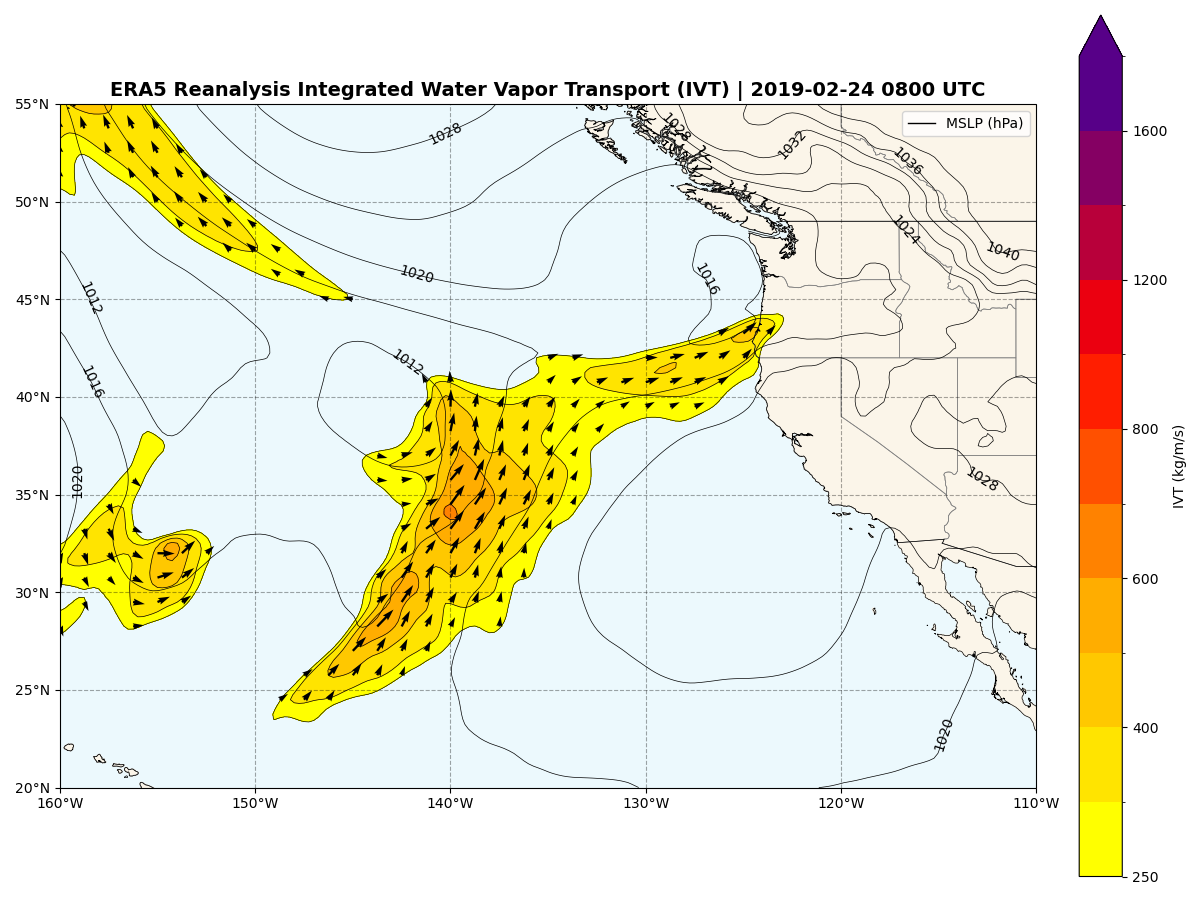 ERA5 Reanalysis Integrated Water Vapor Transport (IVT) | 2019-02-24 0800 UTC
MSLP (hPa)
55°N
50°N
45°N
40°N
35°N
30°N
25°N
20°N
160°W
150°W
140°W
130°W
120°W
110°W
1028
1028
1032
1036
1024
1040
1020
1016
1012
1012
1016
1020
1028
1020
1600
1200
800
600
400
250
IVT (kg/m/s)